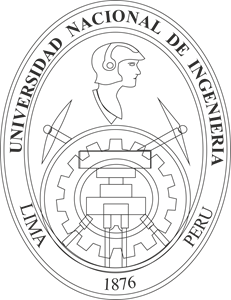 UNIVERSIDAD NACIONAL DE INGENIERIA
LIMA
1876
PERU